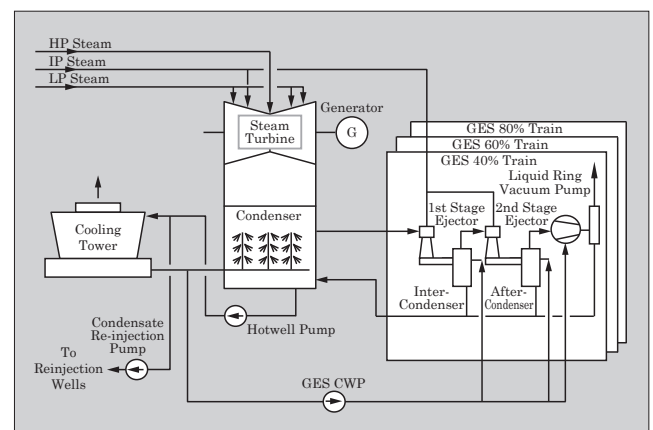 HP Steam
IP Steam
LP Steam
Generator
G
Steam
Turbine
GES 80% Train
GES 60% Train
GES 40% Train
Liquid Ring
Vacuum Pump
1st Stage
Ejector
2nd Stage
Ejector
Condenser
Cooling
Tower
Inter-
Condenser
After-
Condenser
Hotwell Pump
Condensate
Re-injection
Pump
To
Reinjection
Wells
GES CWP